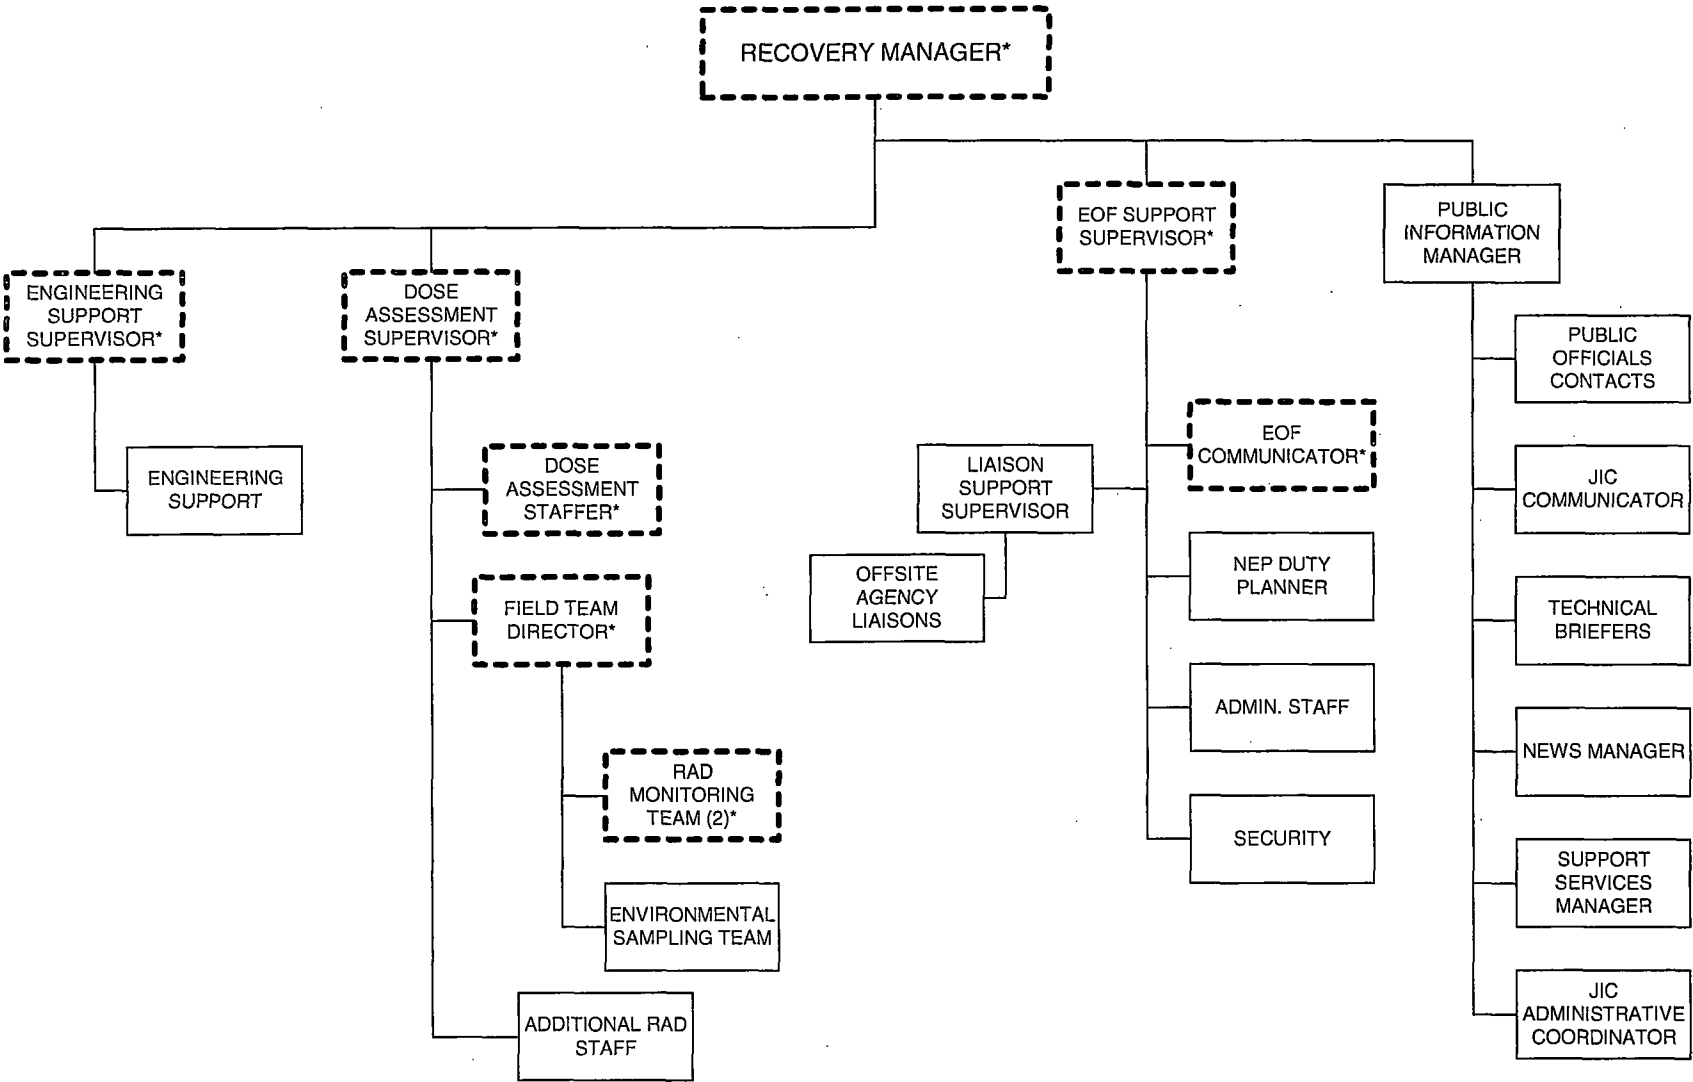 RECOVERY MANAGER*
ENGINEERING
SUPPORT
SUPERVISOR*
ENGINEERING
SUPPORT
DOSE
ASSESSMENT
SUPERVISOR*
DOSE
ASSESSMENT
STAFFER*
FIELD TEAM
DIRECTOR*
RAD
MONITORING
TEAM (2)*
ENVIRONMENTAL
SAMPLING TEAM
ADDITIONAL RAD
STAFF
EOF SUPPORT
SUPERVISOR*
EOF
COMMUNICATOR*
LIAISON
SUPPORT
SUPERVISOR
OFFSITE
AGENCY
LIAISONS
NEP DUTY
PLANNER
ADMIN. STAFF
SECURITY
PUBLIC
INFORMATION
MANAGER
PUBLIC
OFFICIALS
CONTACTS
JIC
COMMUNICATOR
TECHNICAL
BRIEFERS
NEWS MANAGER
SUPPORT
SERVICES
MANAGER
JIC
ADMINISTRATIVE
COORDINATOR